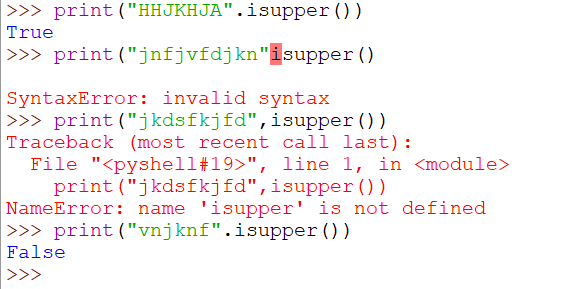 >>> print("HHJKHJA".isupper())
True
>>> print("jnfjvfdjkn"isupper()
SyntaxError: invalid syntax
>>> print("jkdsfkjfd",isupper())
Traceback (most recent call last):
  File "<pyshell#19>", line 1, in <module>
    print("jkdsfkjfd",isupper())
NameError: name 'isupper' is not defined
>>> print("vnjknf".isupper())
False
>>>